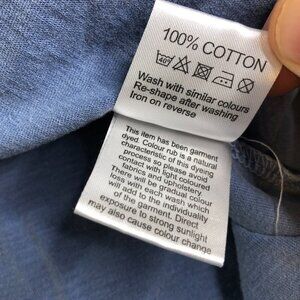 100% COTTON
40°
Wash with similar colours
Re-shape after washing
Iron on reverse
This item has been garment
dyed. Colour rub is a natural
characteristic of this dyeing
process so please avoid
contact with light coloured
fabrics and upholstery.
There will be gradual colour
loss with each wash which
will add to the individuality
of the garment. Direct
exposure to strong sunlight
may also cause colour change